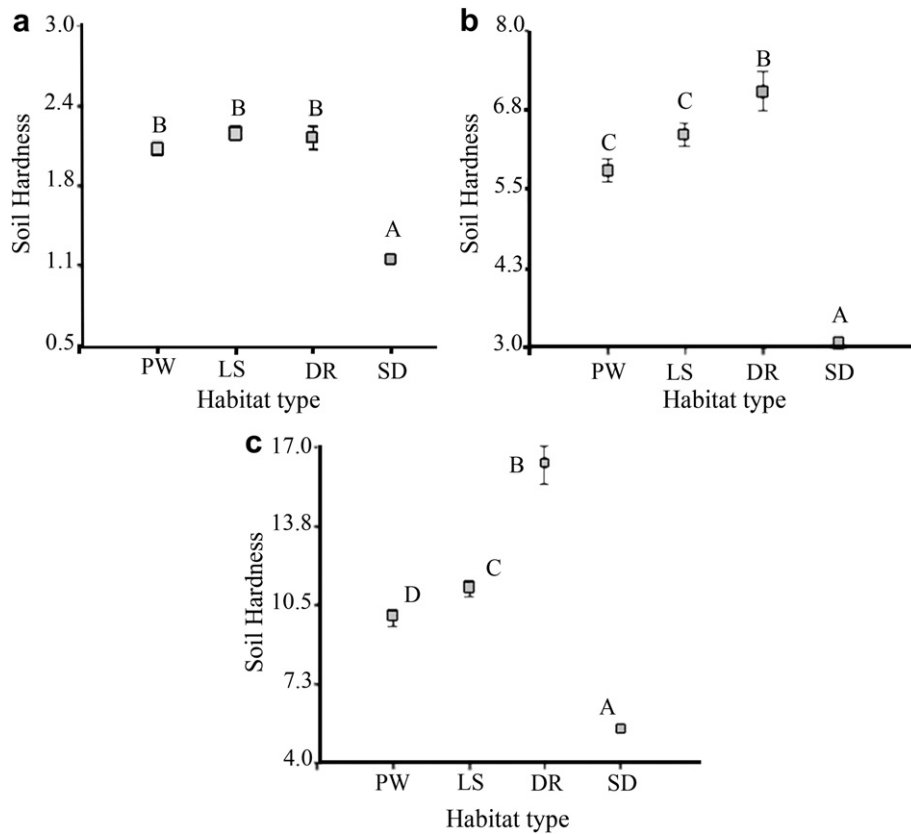 a
3.0
2.4
1.8
1.1
0.5
Soil Hardness
B
B
B
A
PW LS DR SD
Habitat type
b
8.0
6.8
5.5
4.3
3.0
Soil Hardness
C
C
B
A
PW LS DR SD
Habitat type
c
17.0
13.8
10.5
7.3
4.0
Soil Hardness
D
C
B
A
PW LS DR SD
Habitat type